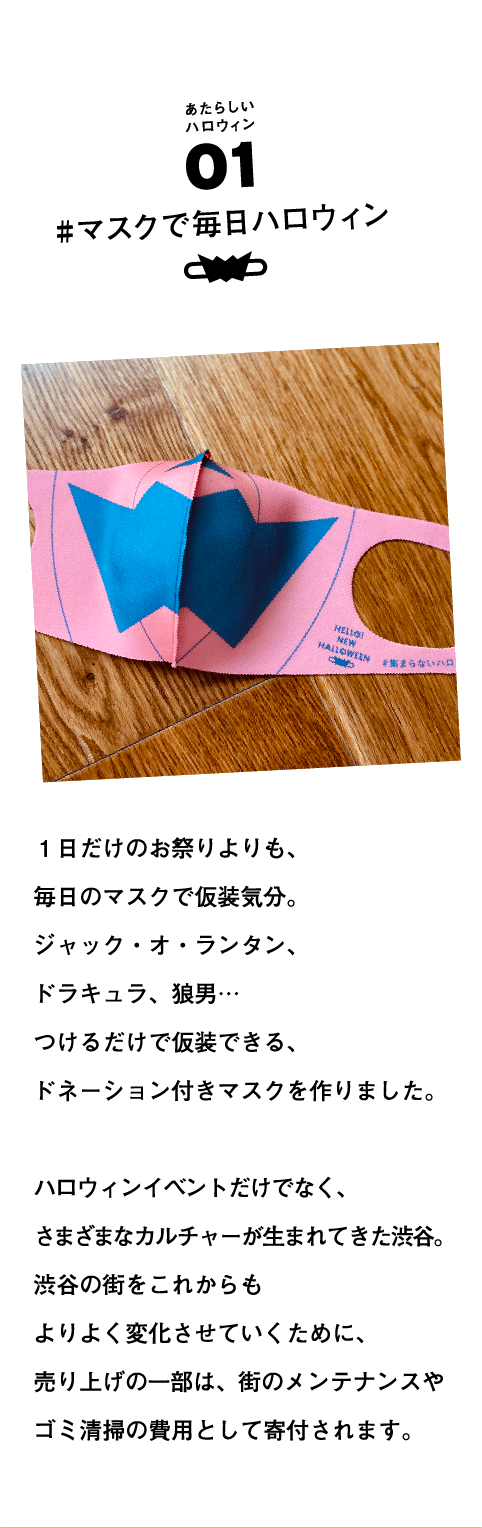 あたらしい
ハロウィン
01
#マスクで毎日ハロウィン
HELLO!
NEW
HALLOWEEN
#集まらないハロ
１日だけのお祭りよりも、
毎日のマスクで仮装気分。
ジャック・オ・ランタン、
ドラキュラ、狼男…
つけるだけで仮装できる、
ドネーション付きマスクを作りました。
ハロウィンイベントだけでなく、
さまざまなカルチャーが生まれてきた渋谷。
渋谷の街をこれからも
よりよく変化させていくために、
売り上げの一部は、街のメンテナンスや
ゴミ清掃の費用として寄付されます。